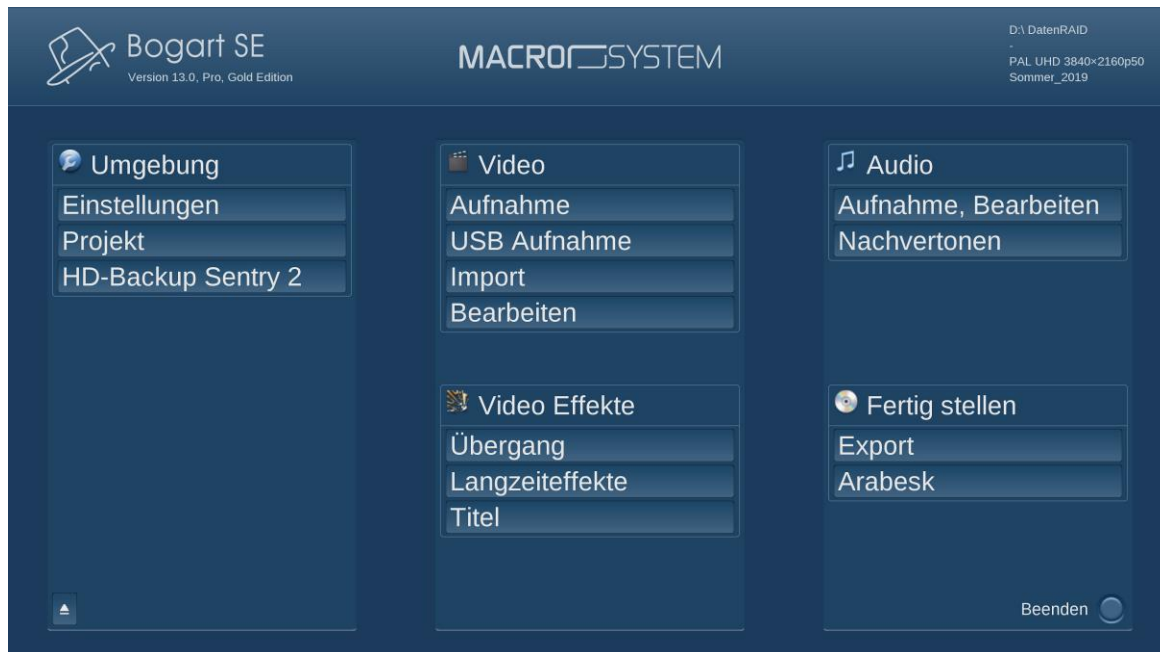 Bogart SE
Version 13.0, Pro, Gold Edition
MACROSYSTEM
D:\ DatenRAID
-
PAL UHD 3840×2160p50
Sommer_2019
Umgebung
Einstellungen
Projekt
HD-Backup Sentry 2
Video
Aufnahme
USB Aufnahme
Import
Bearbeiten
Audio
Aufnahme, Bearbeiten
Nachvertonen
Video Effekte
Übergang
Langzeiteffekte
Titel
Fertig stellen
Export
Arabesk
Beenden